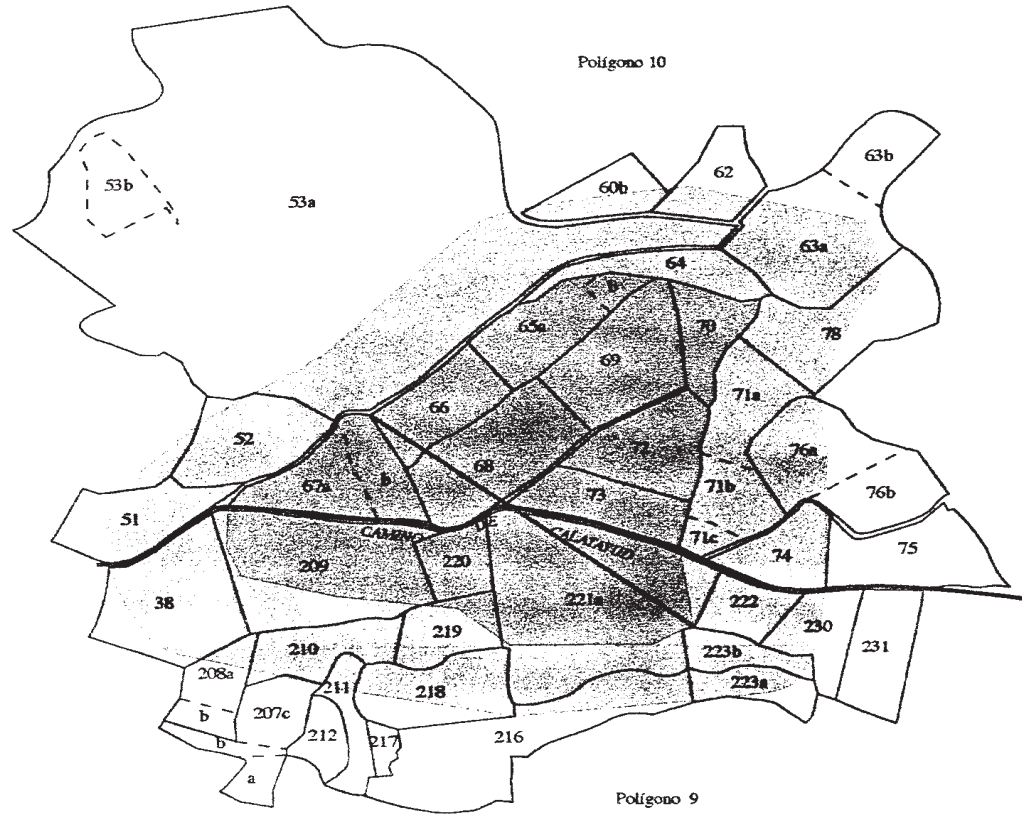 Polígono 10
63b
62
53b
60b
53a
63a
64
b
65a
70
78
69
71a
66
52
72
76a
68
67a
b
71b
76b
73
51
DE
CAMINO
CALATAYUD
71c
75
74
220
209
38
221a
222
219
230
210
223b
231
208a
223a
211
218
207c
b
212
217
216
b
a
Polígono 9